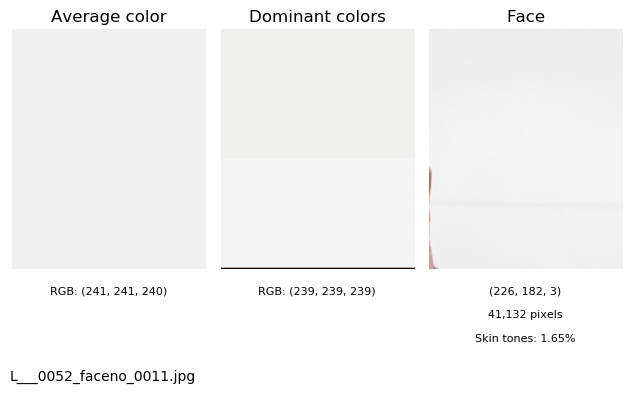 Average color
Dominant colors
Face
RGB: (241, 241, 240)
RGB: (239, 239, 239)
(226, 182, 3)
41,132 pixels
Skin tones: 1.65%
L___0052_faceno_0011.jpg